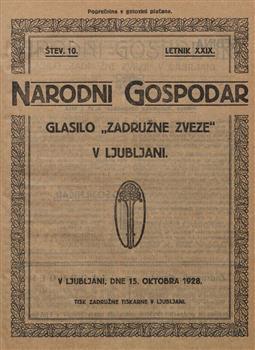 Poštnina v gotovini plačana.
ŠTEV. 10. LETNIK XXIX.
NARODNI GOSPODAR
GLASILO „ZADRUŽNE ZVEZE“
V LJUBLJANI.
V LJUBLJANI, DNE 15. OKTOBRA 1928.
TISK ZADRUŽNE TISKARNE V LJUBLJANI.